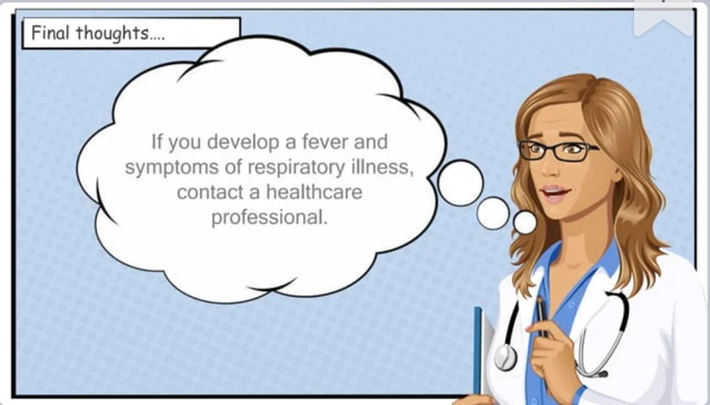 Final thoughts....
If you develop a fever and
symptoms of respiratory illness,
contact a healthcare
professional.